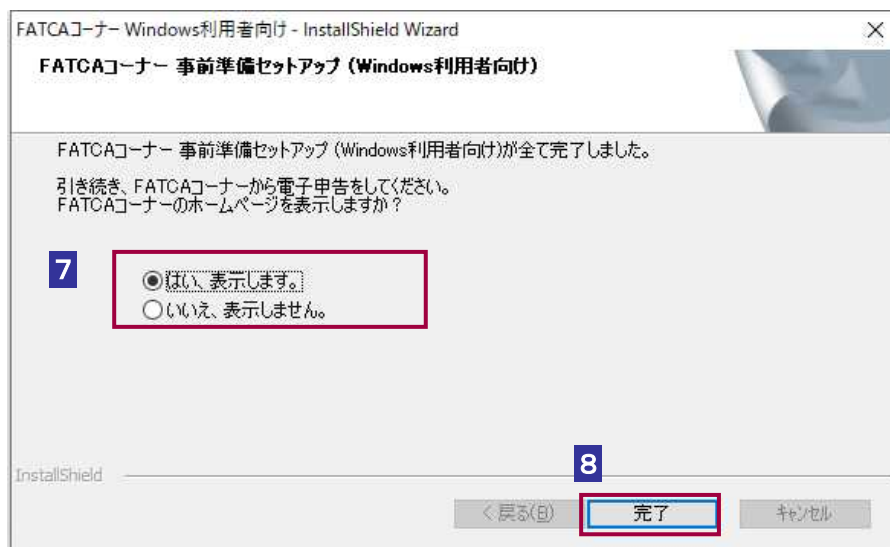 FATCAコーナー Windows利用者向け - InstallShield Wizard
FATCAコーナー 事前準備セットアップ (Windows利用者向け)
FATCAコーナー 事前準備セットアップ (Windows利用者向け)が全て完了しました。
引き続き、FATCAコーナーから電子申告をしてください。
FATCAコーナーのホームページを表示しますか？
7
はい、表示します。
いいえ、表示しません。
InstallShield
8
< 戻る(B)
完了
キャンセル